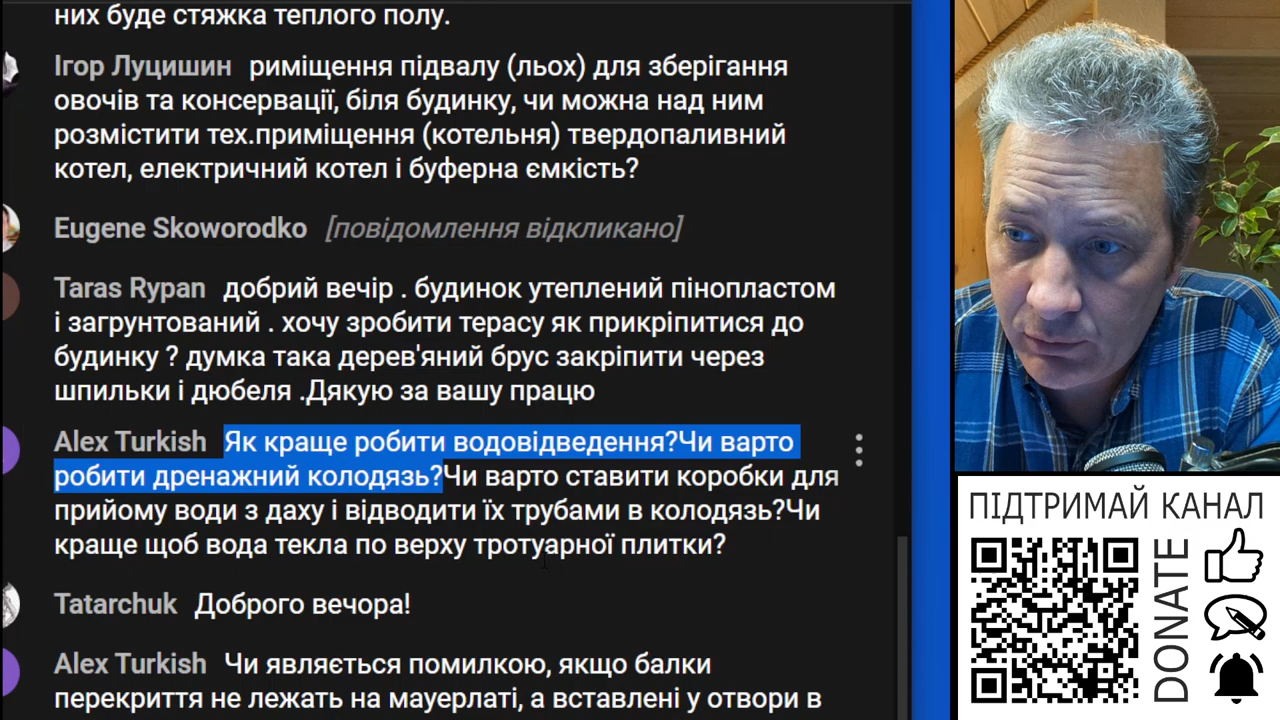 них буде стяжка теплого полу.
Ігор Луцишин риміщення підвалу (льох) для зберігання
овочів та консервації, біля будинку, чи можна над ним
розмістити тех.приміщення (котельня) твердопаливний
котел, електричний котел і буферна ємкість?
Eugene Skoworodko [повідомлення відкликано]
Taras Rypan добрий вечір . будинок утеплений пінопластом
і загрунтований . хочу зробити терасу як прикріпитися до
будинку ? думка така дерев'яний брус закріпити через
шпильки і дюбеля .Дякую за вашу працю
Alex Turkish Як краще робити водовідведення?Чи варто
робити дренажний колодязь?Чи варто ставити коробки для
прийому води з даху і відводити їх трубами в колодязь?Чи
краще щоб вода текла по верху тротуарної плитки?
Tatarchuk Доброго вечора!
Alex Turkish Чи являється помилкою, якщо балки
перекриття не лежать на мауерлаті, а вставлені у отвори в
ПІДТРИМАЙ КАНАЛ
DONATE